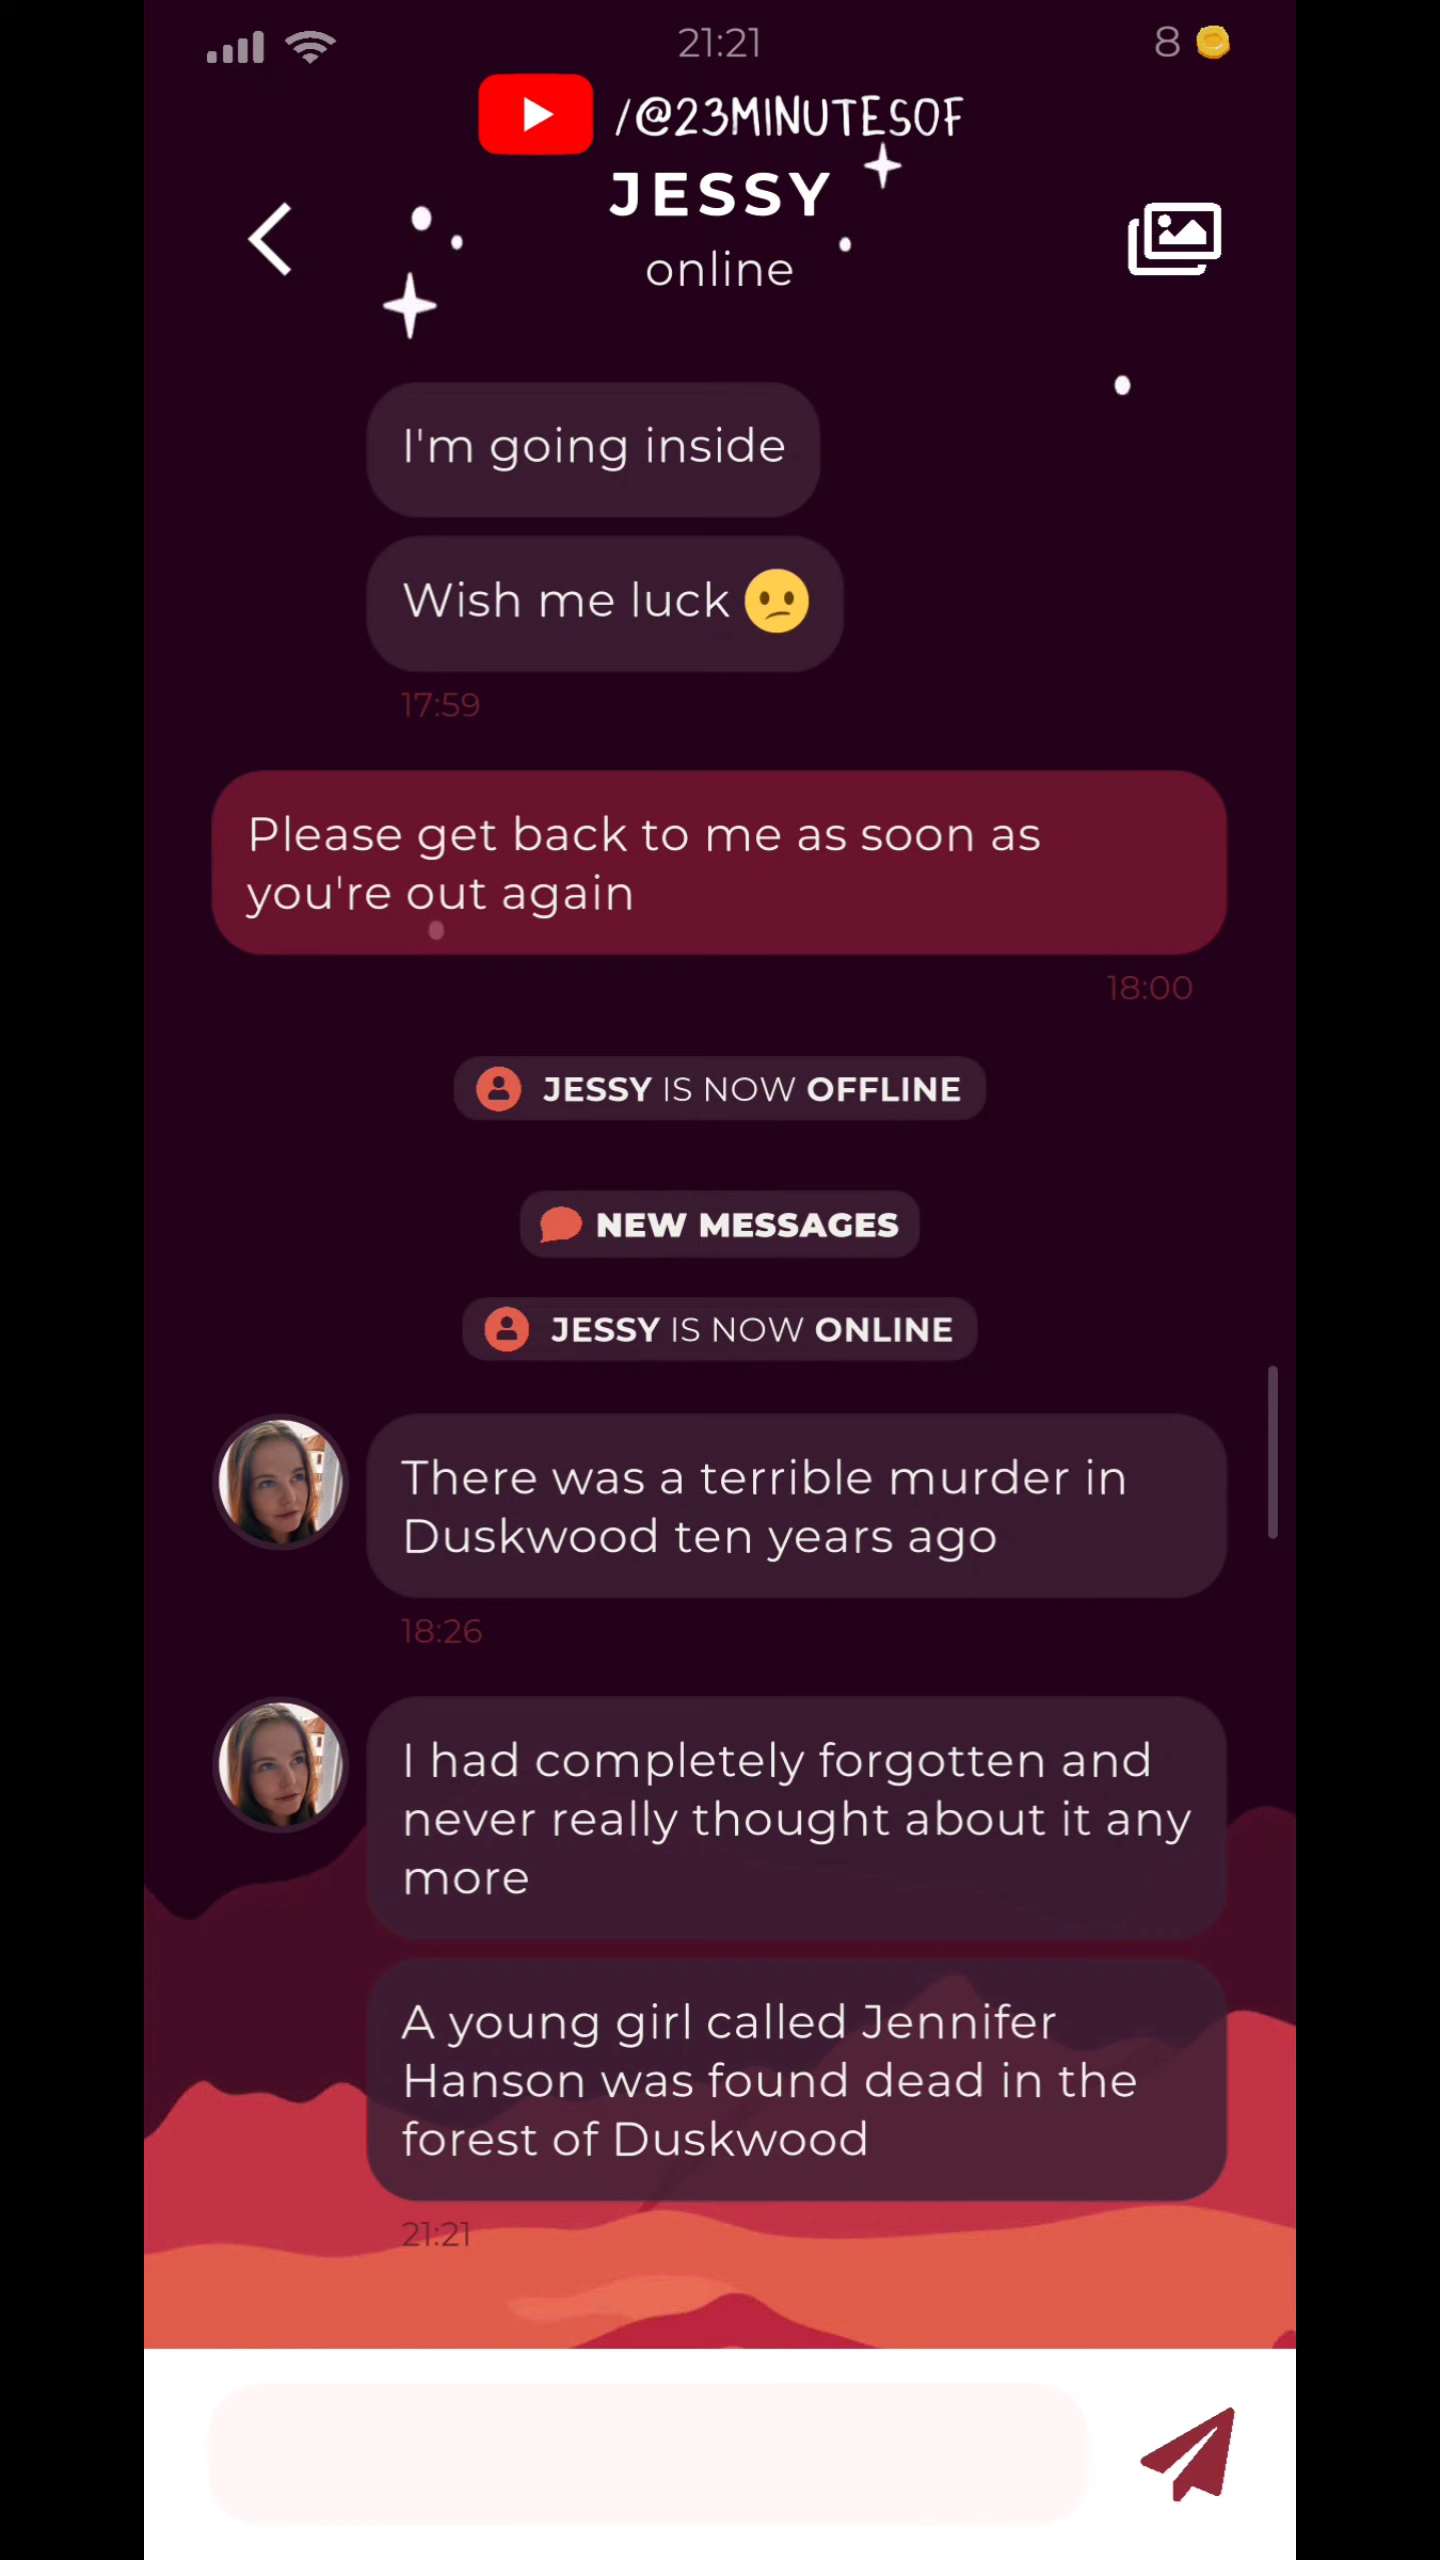 21:21
8
/@23MINUTESOF
JESSY
online
I'm going inside
Wish me luck
17:59
Please get back to me as soon as
you're out again
18:00
JESSY IS NOW OFFLINE
NEW MESSAGES
JESSY IS NOW ONLINE
There was a terrible murder in
Duskwood ten years ago
18:26
I had completely forgotten and
never really thought about it any
more
A young girl called Jennifer
Hanson was found dead in the
forest of Duskwood
21:21